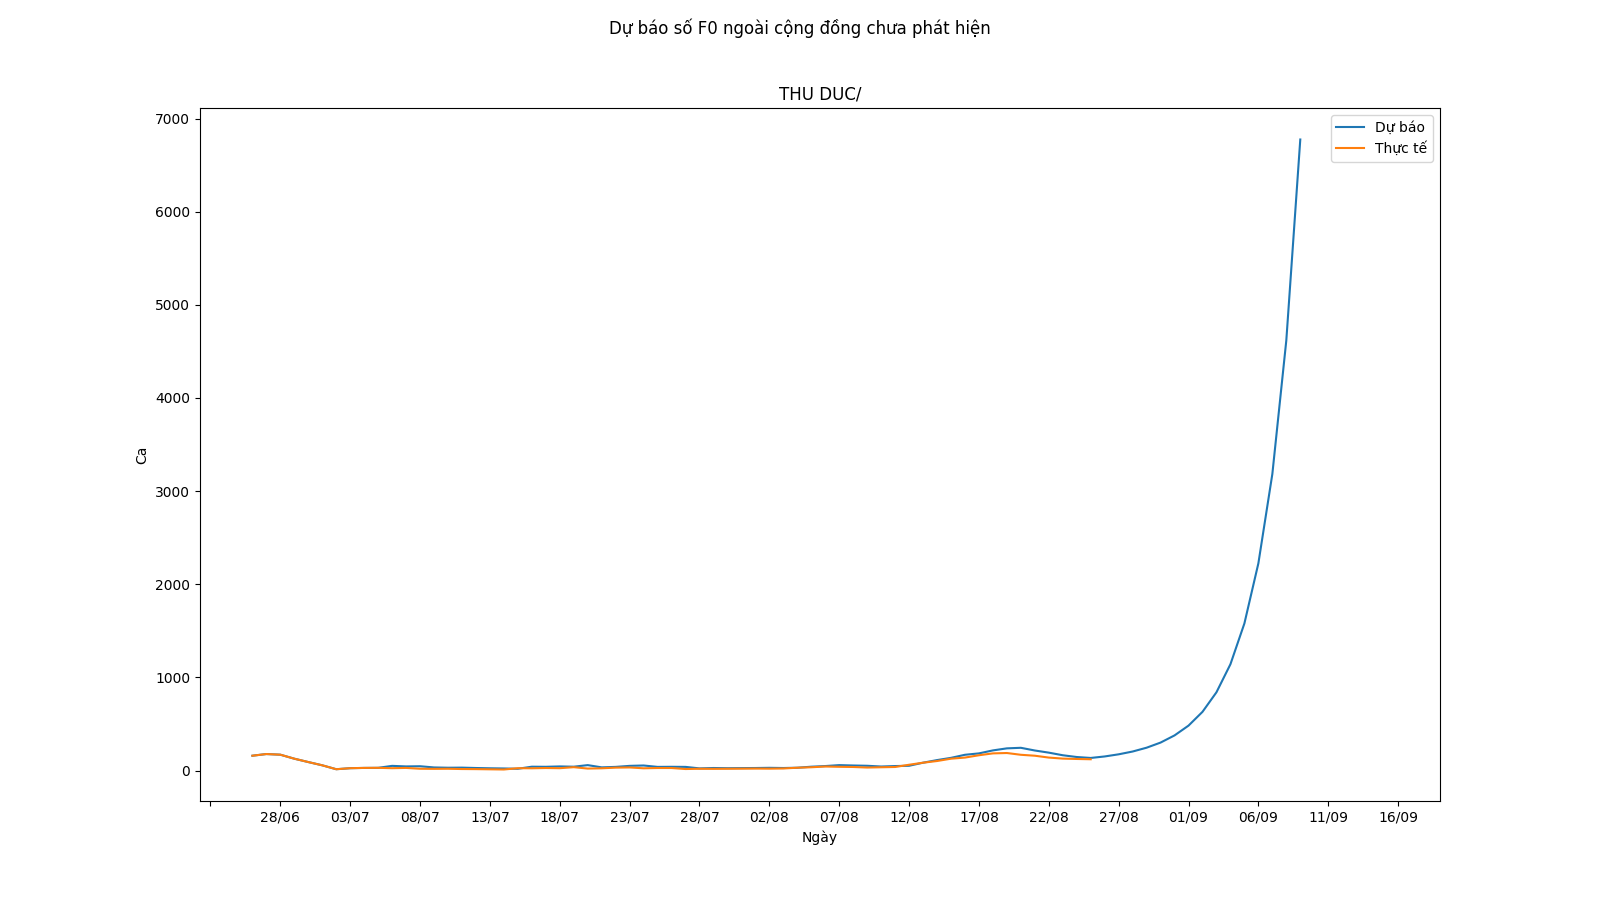 Dự báo số F0 ngoài cộng đồng chưa phát hiện
THU DUC/
7000
6000
5000
4000
3000
2000
1000
0
Ca
Dự báo
Thực tế
28/06 03/07 08/07 13/07 18/07 23/07 28/07 02/08 07/08 12/08 17/08 22/08 27/08 01/09 06/09 11/09 16/09
Ngày